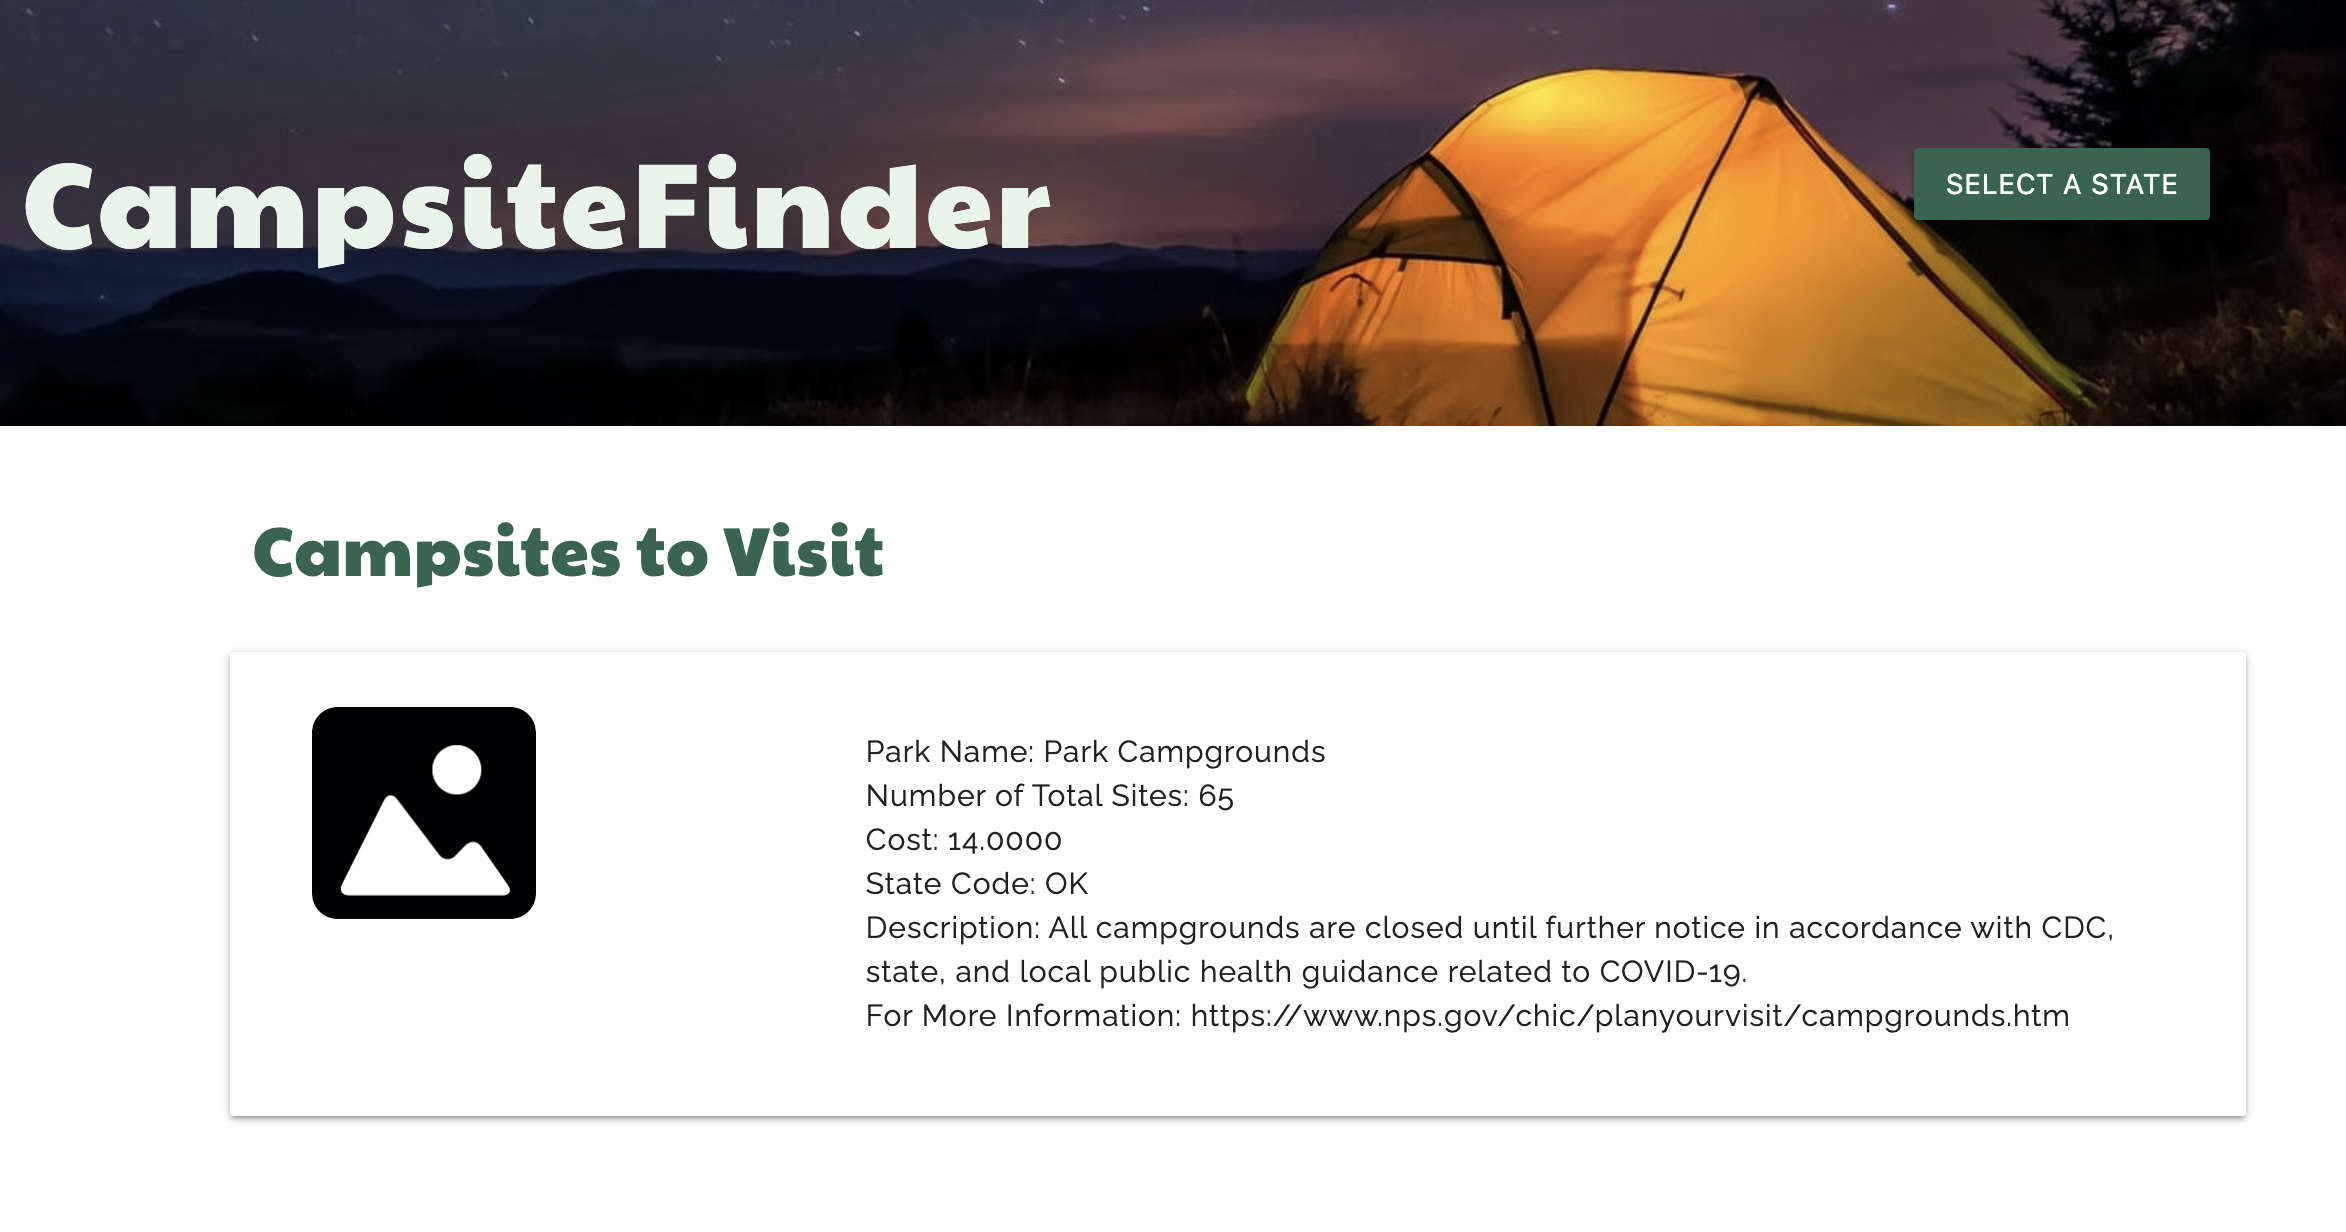 CampsiteFinder
SELECT A STATE
Campsites to Visit
Park Name: Park Campgrounds
Number of Total Sites: 65
Cost: 14.0000
State Code: OK
Description: All campgrounds are closed until further notice in accordance with CDC,
state, and local public health guidance related to COVID-19.
For More Information: https://www.nps.gov/chic/planyourvisit/campgrounds.htm